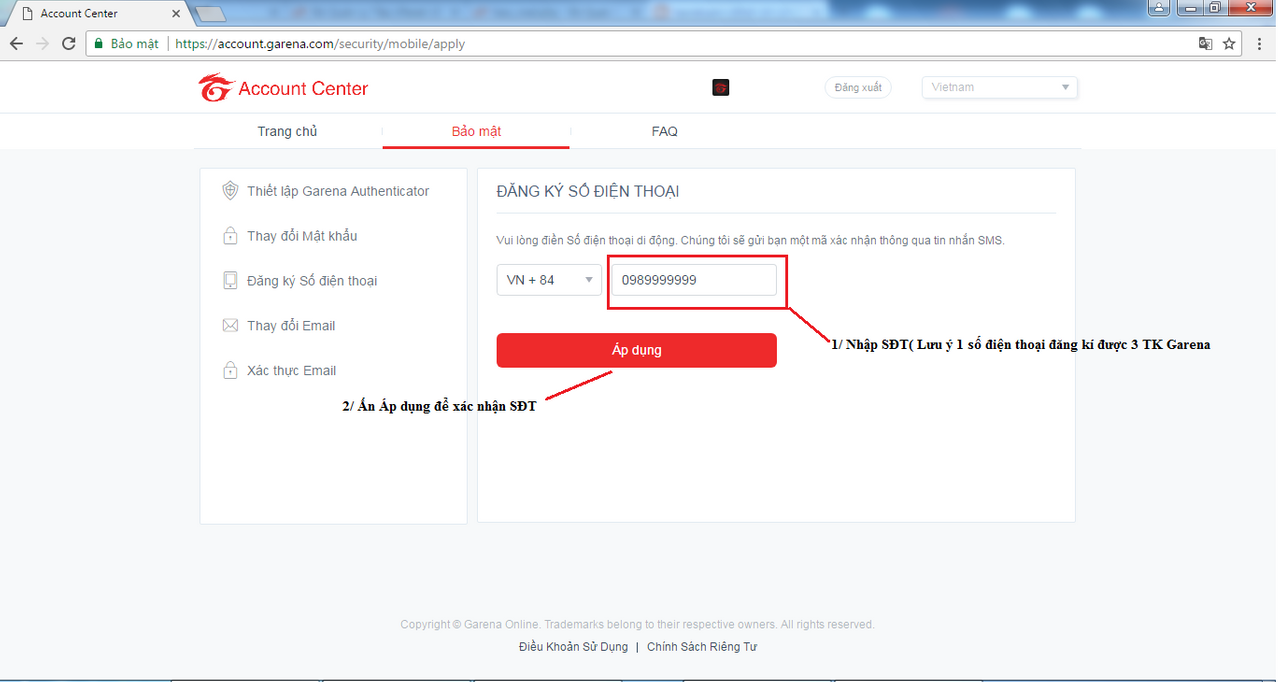 Account Center
Bảo mật
https://account.garena.com/security/mobile/apply
Account Center
Đăng xuất
Vietnam
Trang chủ
Bảo mật
FAQ
Thiết lập Garena Authenticator
Thay đổi Mật khẩu
Đăng ký Số điện thoại
Thay đổi Email
Xác thực Email
ĐĂNG KÝ SỐ ĐIỆN THOẠI
Vui lòng điền Số điện thoại di động. Chúng tôi sẽ gửi bạn một mã xác nhận thông qua tin nhắn SMS.
VN + 84
0989999999
Áp dụng
1/ Nhập SĐT( Lưu ý 1 số điện thoại đăng kí được 3 TK Garena
2/ Ấn Áp dụng để xác nhận SĐT
Copyright © Garena Online. Trademarks belong to their respective owners. All rights reserved.
Điều Khoản Sử Dụng | Chính Sách Riêng Tư